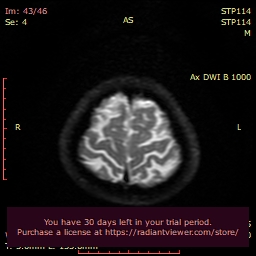 Im: 43/46
Se: 4
AS
STP114
STP114
M
Ax DWI B 1000
R
L
You have 30 days left in your trial period.
Purchase a license at https://radiantviewer.com/store/